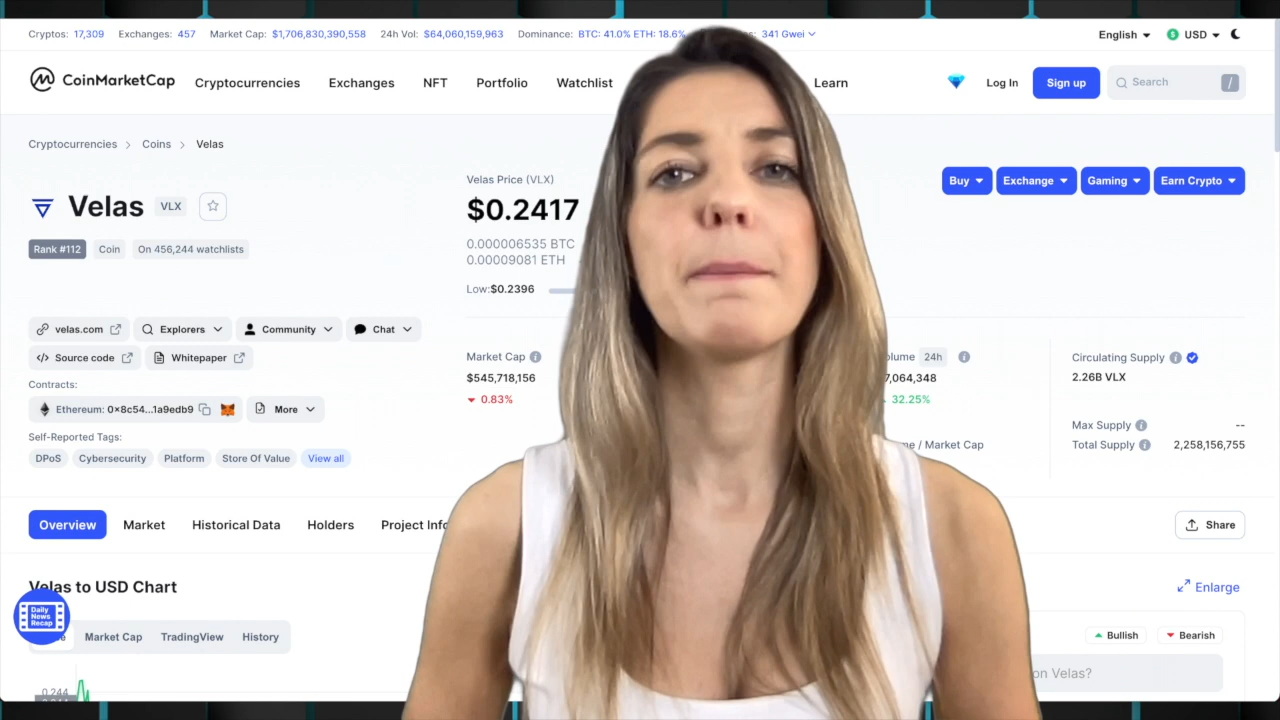 Cryptos: 17,309 Exchanges: 457 Market Cap: $1,706,830,390,558 24h Vol: $64,060,159,963 Dominance: BTC: 41.0% ETH: 18.6% 341 Gwei English USD
CoinMarketCap Cryptocurrencies Exchanges NFT Portfolio Watchlist Learn Log In Sign up Search /
Cryptocurrencies > Coins > Velas
Velas VLX
Rank #112 Coin On 456,244 watchlists
velas.com Explorers Community Chat
Source code Whitepaper
Contracts:
Ethereum: 0x8c54...1a9edb9 More
Self-Reported Tags:
DPoS Cybersecurity Platform Store Of Value View all
Velas Price (VLX)
$0.2417
0.000006535 BTC
0.00009081 ETH
Low:$0.2396
Buy Exchange Gaming Earn Crypto
Market Cap
$545,718,156
0.83%
24h
7,064,348
32.25%
/ Market Cap
Circulating Supply
2.26B VLX
Max Supply --
Total Supply 2,258,156,755
Overview Market Historical Data Holders Project Info
Share
Velas to USD Chart
Enlarge
Daily
News
Recap
Market Cap TradingView History
Bullish Bearish
0.244
on Velas?